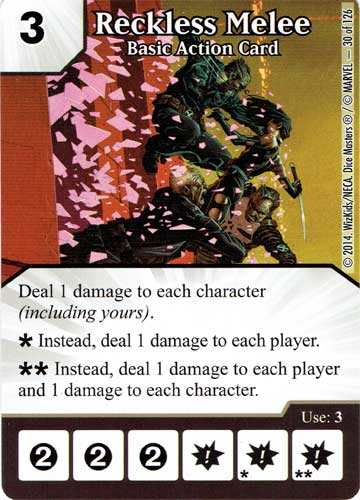 3
Reckless Melee
Basic Action Card
© 2014. WizKids/NECA. Dice Masters ® / © MARVEL — 30 of 126
Deal 1 damage to each character
(including yours).
* Instead, deal 1 damage to each player.
** Instead, deal 1 damage to each player
and 1 damage to each character.
Use: 3
2 2 2 ! ! * ! **